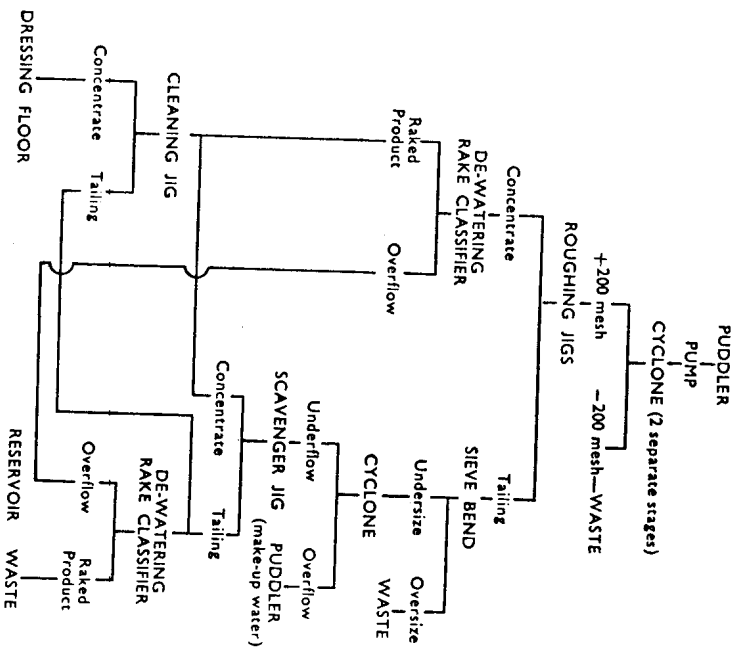 PUDDLER
PUMP
CYCLONE (2 separate stages)
+200 mesh
−200 mesh—WASTE
ROUGHING JIGS
Concentrate
Tailing
DE-WATERING
RAKE CLASSIFIER
SIEVE BEND
Raked
Product
Overflow
Undersize
Oversize
WASTE
CYCLONE
Underflow
Overflow
SCAVENGER JIG
PUDDLER
(make-up water)
Concentrate
Tailing
CLEANING JIG
DE-WATERING
RAKE CLASSIFIER
Concentrate
Tailing
Overflow
Raked
Product
DRESSING FLOOR
RESERVOIR
WASTE